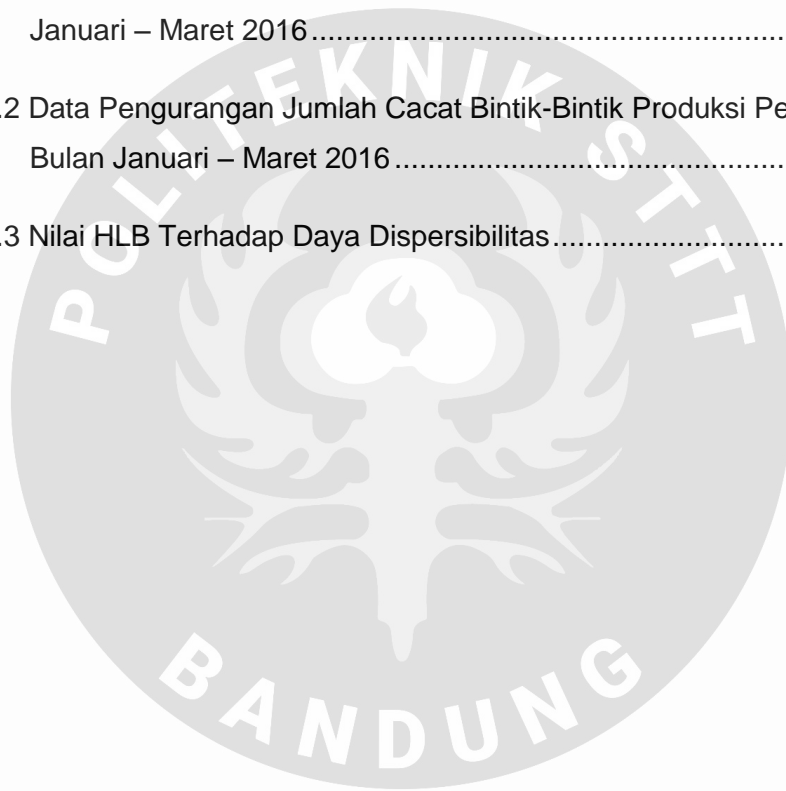 Januari – Maret 2016
.2 Data Pengurangan Jumlah Cacat Bintik-Bintik Produksi
Bulan Januari – Maret 2016
.3 Nilai HLB Terhadap Daya Dispersibilitas
POLITEKNIK STTT
BANDUNG